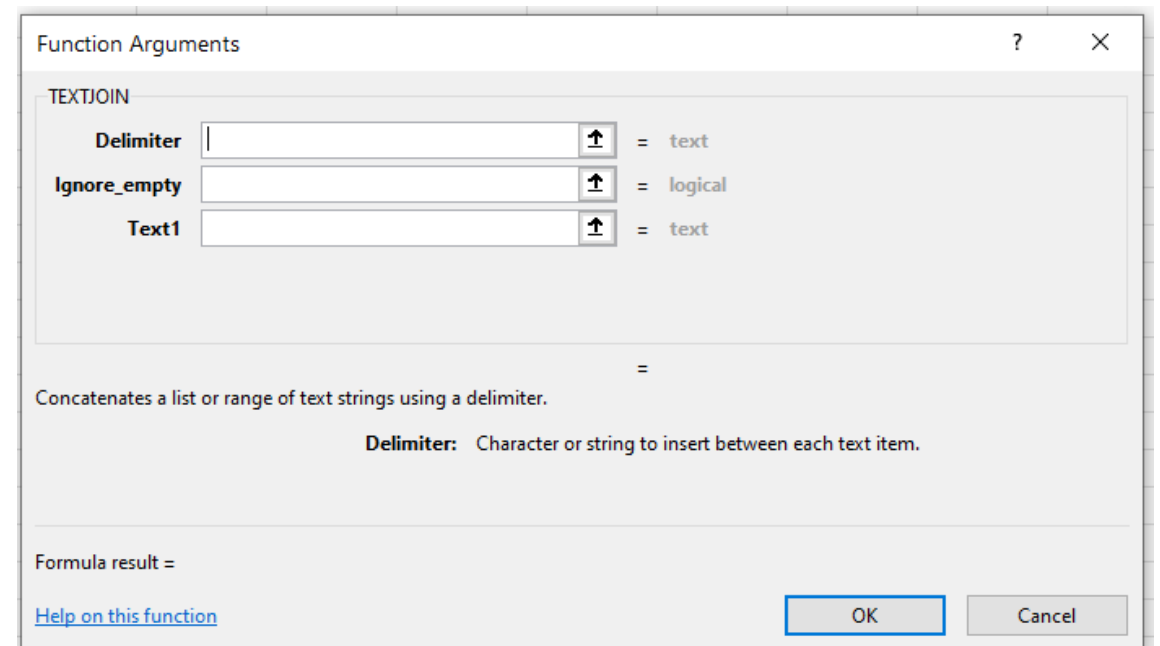 Function Arguments ?
TEXTJOIN
Delimiter = text
Ignore_empty = logical
Text1 = text
=
Concatenates a list or range of text strings using a delimiter.
Delimiter: Character or string to insert between each text item.
Formula result =
Help on this function OK Cancel